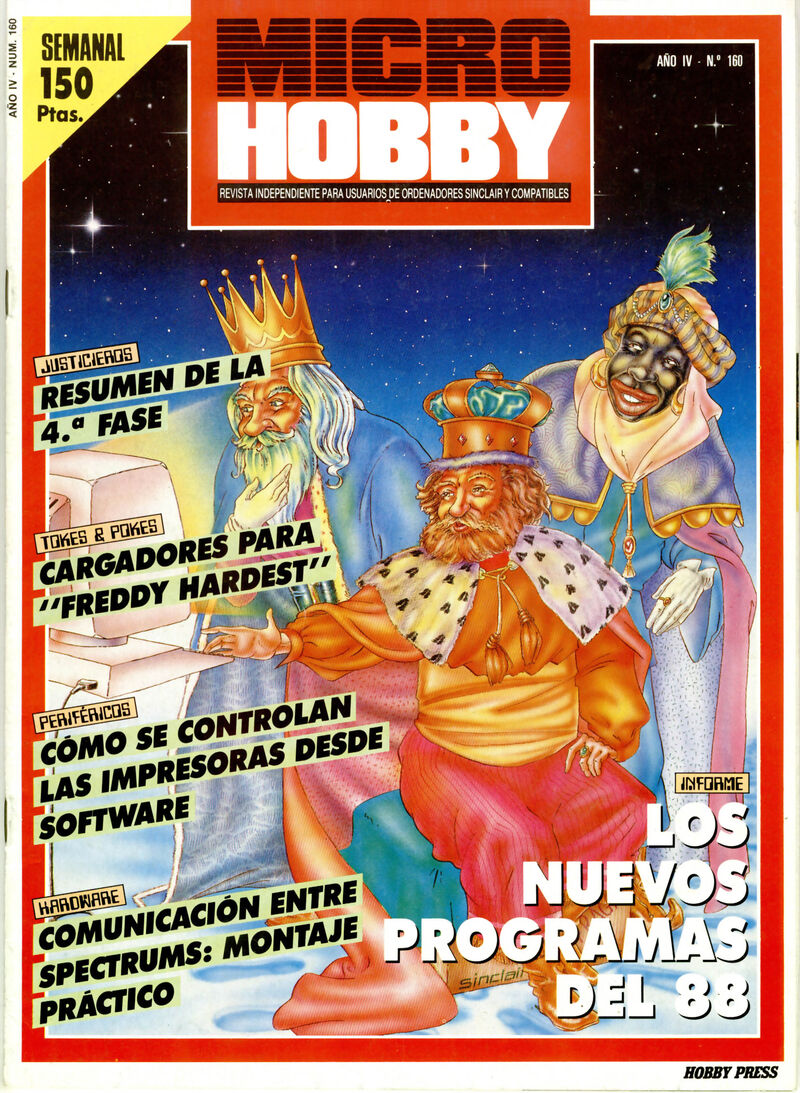 AÑO IV - NUM. 160
SEMANAL
150
Ptas.
MICRO
HOBBY
REVISTA INDEPENDIENTE PARA USUARIOS DE ORDENADORES SINCLAIR Y COMPATIBLES
AÑO IV - N.º 160
JUSTICIEROS
RESUMEN DE LA
4.ª FASE
TOKES & POKES
CARGADORES PARA
"FREDDY HARDEST"
PERIFÉRICOS
CÓMO SE CONTROLAN
LAS IMPRESORAS DESDE
SOFTWARE
HARDWARE
COMUNICACIÓN ENTRE
SPECTRUMS: MONTAJE
PRÁCTICO
INFORME
LOS
NUEVOS
PROGRAMAS
DEL 88
sinclair
HOBBY PRESS